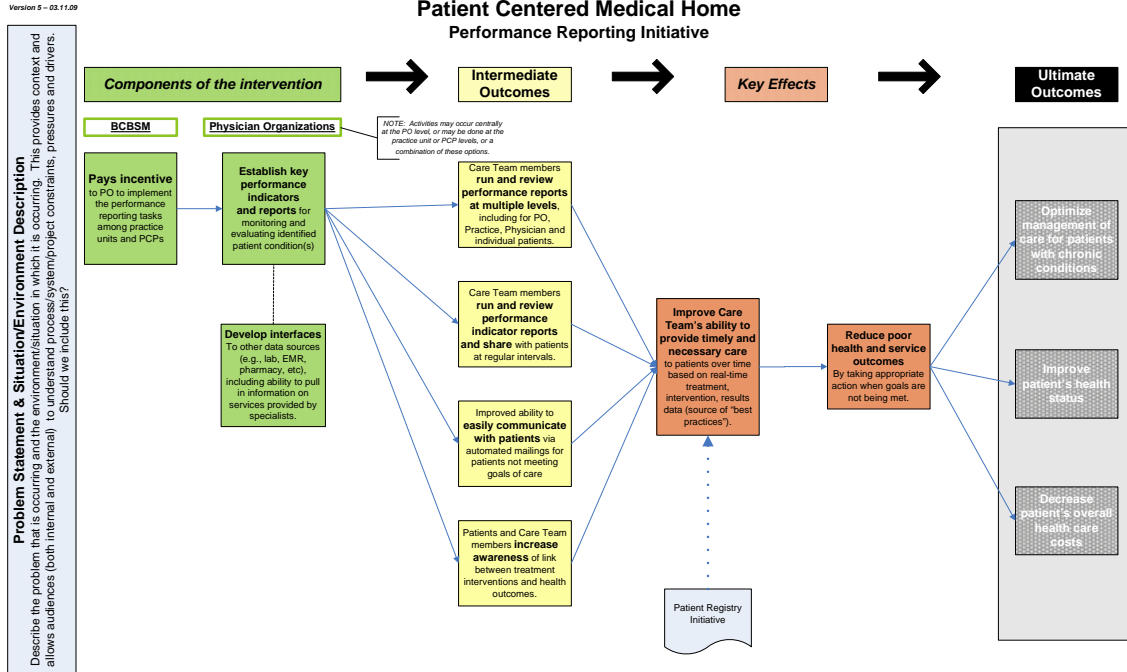 Version 5 – 03.11.09
Patient Centered Medical Home
Performance Reporting Initiative
Problem Statement & Situation/Environment Description
Describe the problem that is occurring and the environment/situation in which it is occurring. This provides context and
allows audiences (both internal and external) to understand process/system/project constraints, pressures and drivers.
Should we include this?
Components of the intervention
Intermediate
Outcomes
Key Effects
Ultimate
Outcomes
BCBSM
Physician Organizations
NOTE: Activities may occur centrally
at the PO level, or may be done at the
practice unit or PCP levels, or a
combination of these options.
Pays incentive
to PO to implement
the performance
reporting tasks
among practice
units and PCPs
Establish key
performance
indicators
and reports for
monitoring and
evaluating identified
patient condition(s)
Develop interfaces
To other data sources
(e.g., lab, EMR,
pharmacy, etc),
including ability to pull
in information on
services provided by
specialists.
Care Team members
run and review
performance reports
at multiple levels,
including for PO,
Practice, Physician and
individual patients.
Care Team members
run and review
performance
indicator reports
and share with patients
at regular intervals.
Improved ability to
easily communicate
with patients via
automated mailings for
patients not meeting
goals of care
Patients and Care Team
members increase
awareness of link
between treatment
interventions and health
outcomes.
Improve Care
Team's ability to
provide timely and
necessary care
to patients over time
based on real-time
treatment,
intervention, results
data (source of “best
practices”).
Patient Registry
Initiative
Reduce poor
health and service
outcomes
By taking appropriate
action when goals are
not being met.
Optimize
management of
care for patients
with chronic
conditions
Improve
patient's health
status
Decrease
patient's overall
health care
costs